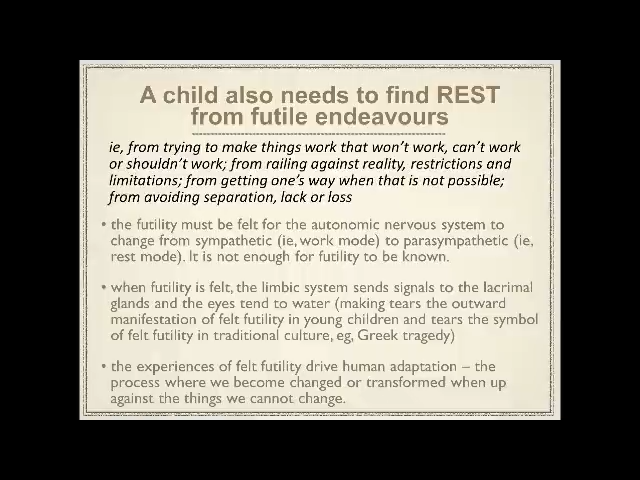 A child also needs to find REST
from futile endeavours
ie, from trying to make things work that won't work, can't work
or shouldn't work; from railing against reality, restrictions and
limitations; from getting one's way when that is not possible;
from avoiding separation, lack or loss
• the futility must be felt for the autonomic nervous system to
change from sympathetic (ie, work mode) to parasympathetic (ie,
rest mode). It is not enough for futility to be known.
• when futility is felt, the limbic system sends signals to the lacrimal
glands and the eyes tend to water (making tears the outward
manifestation of felt futility in young children and tears the symbol
of felt futility in traditional culture, eg, Greek tragedy)
• the experiences of felt futility drive human adaptation – the
process where we become changed or transformed when up
against the things we cannot change.